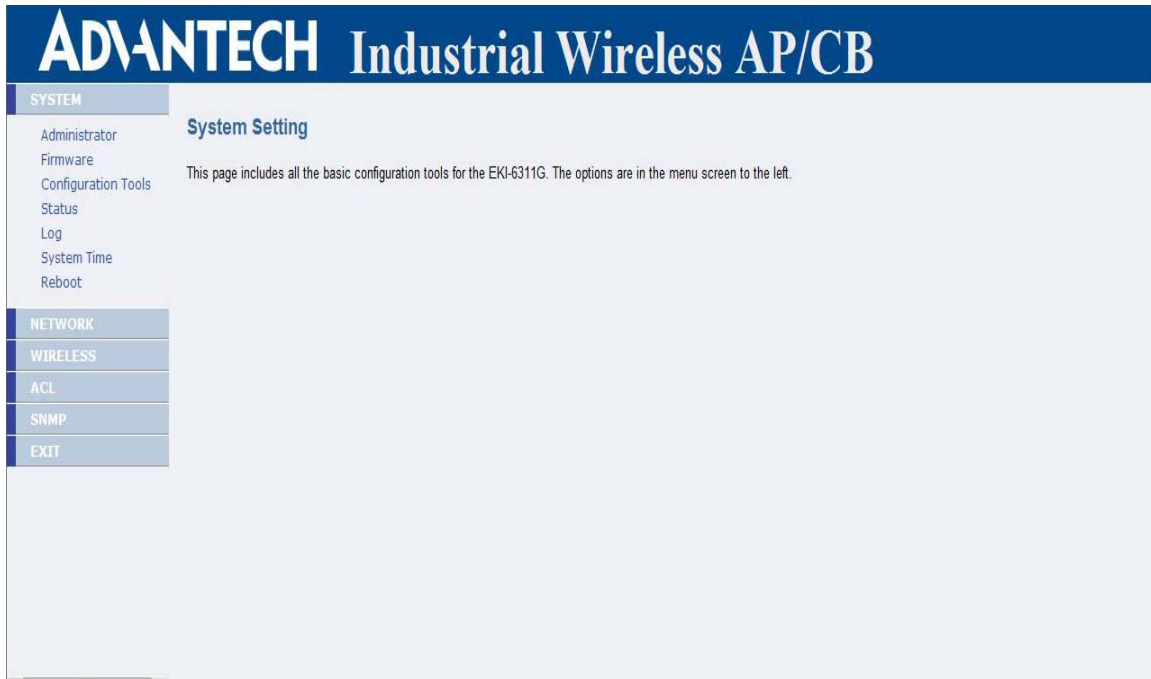 ADVANTECH Industrial Wireless AP/CB
SYSTEM
Administrator
Firmware
Configuration Tools
Status
Log
System Time
Reboot
NETWORK
WIRELESS
ACL
SNMP
EXIT
System Setting
This page includes all the basic configuration tools for the EKI-6311G. The options are in the menu screen to the left.